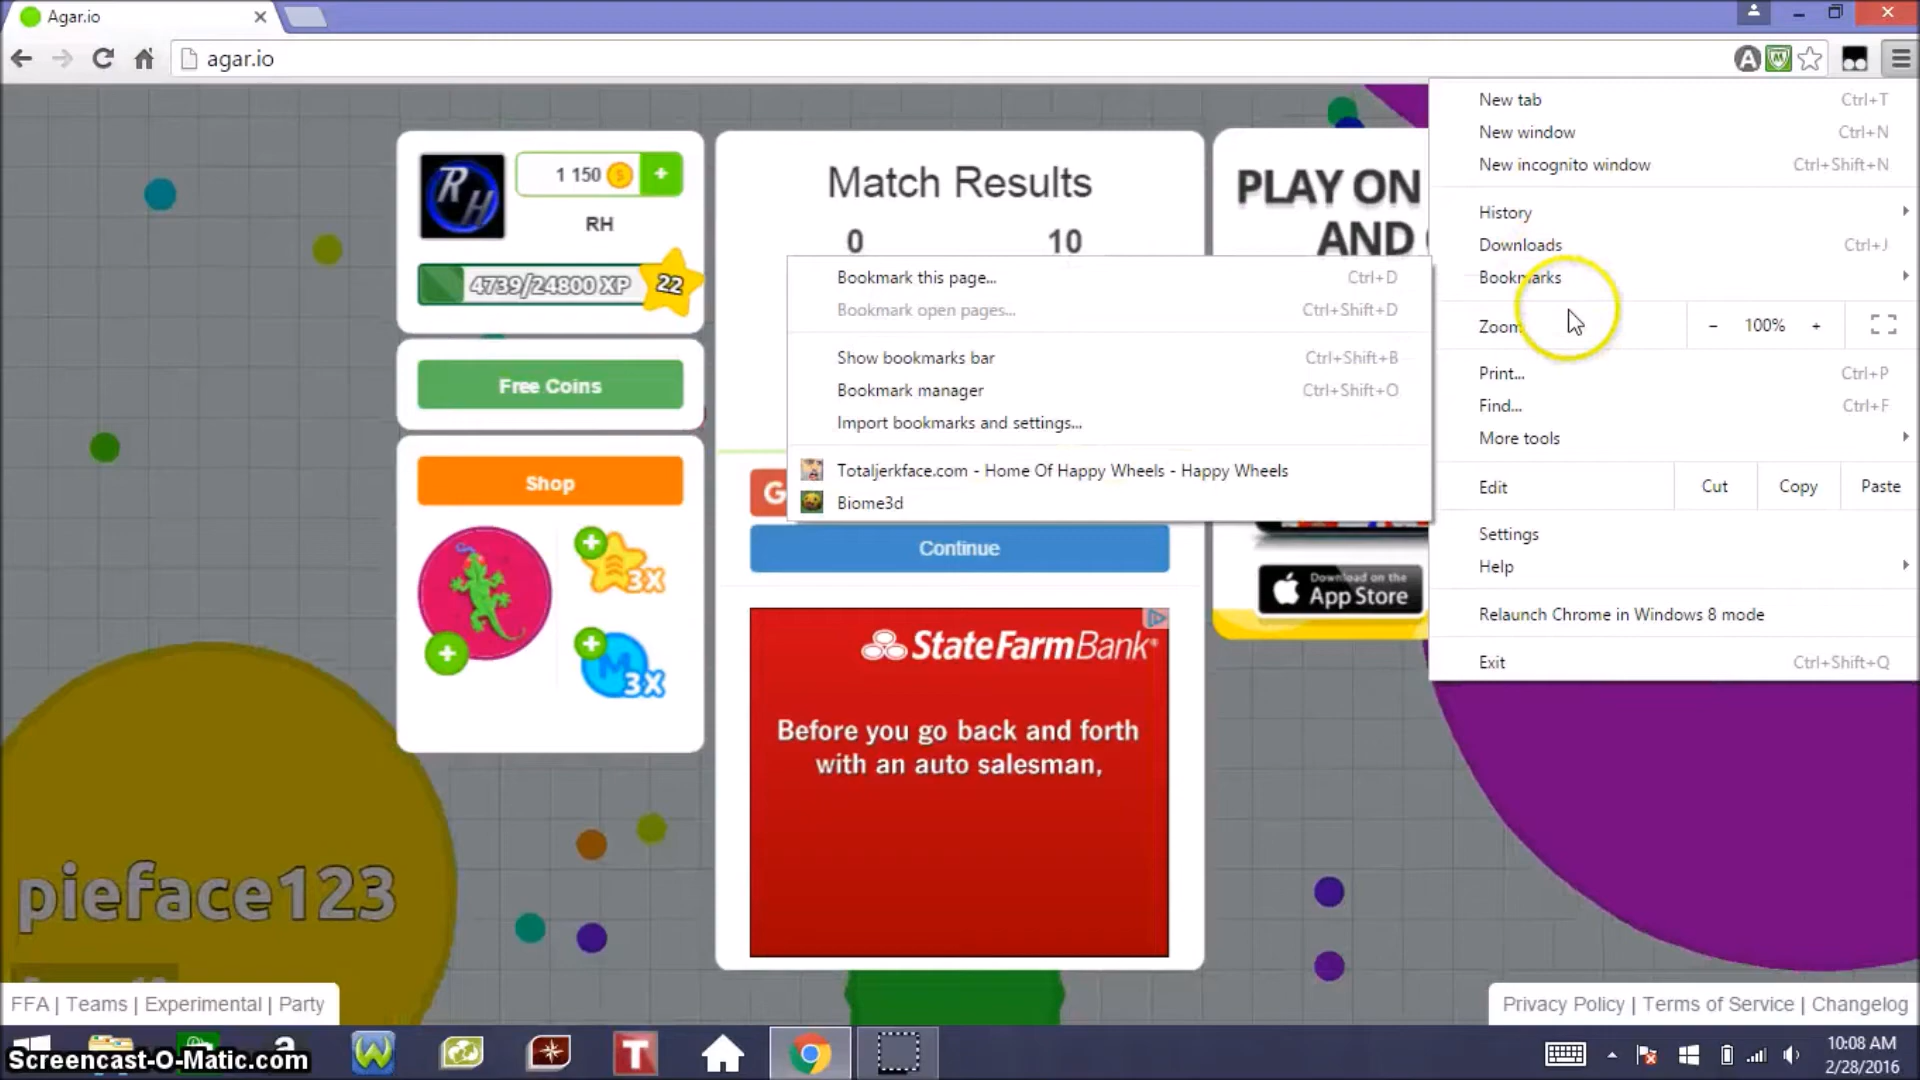 Agar.io
agar.io
New tab Ctrl+T
New window Ctrl+N
New incognito window Ctrl+Shift+N
History
Downloads Ctrl+J
Bookmarks
Zoom - 100% +
Print... Ctrl+P
Find... Ctrl+F
More tools
Edit Cut Copy Paste
Settings
Help
Relaunch Chrome in Windows 8 mode
Exit Ctrl+Shift+Q
Bookmark this page... Ctrl+D
Bookmark open pages... Ctrl+Shift+D
Show bookmarks bar Ctrl+Shift+B
Bookmark manager Ctrl+Shift+O
Import bookmarks and settings...
Totaljerkface.com - Home Of Happy Wheels - Happy Wheels
Biome3d
RH
1 150
+
RH
4739/24800 XP 22
Free Coins
Shop
3X
M 3X
Match Results
0 10
G
Continue
StateFarm Bank®
Before you go back and forth
with an auto salesman,
PLAY ON
AND
Download on the
App Store
pieface123
FFA | Teams | Experimental | Party
Privacy Policy | Terms of Service | Changelog
Screencast-O-Matic.com
10:08 AM
2/28/2016